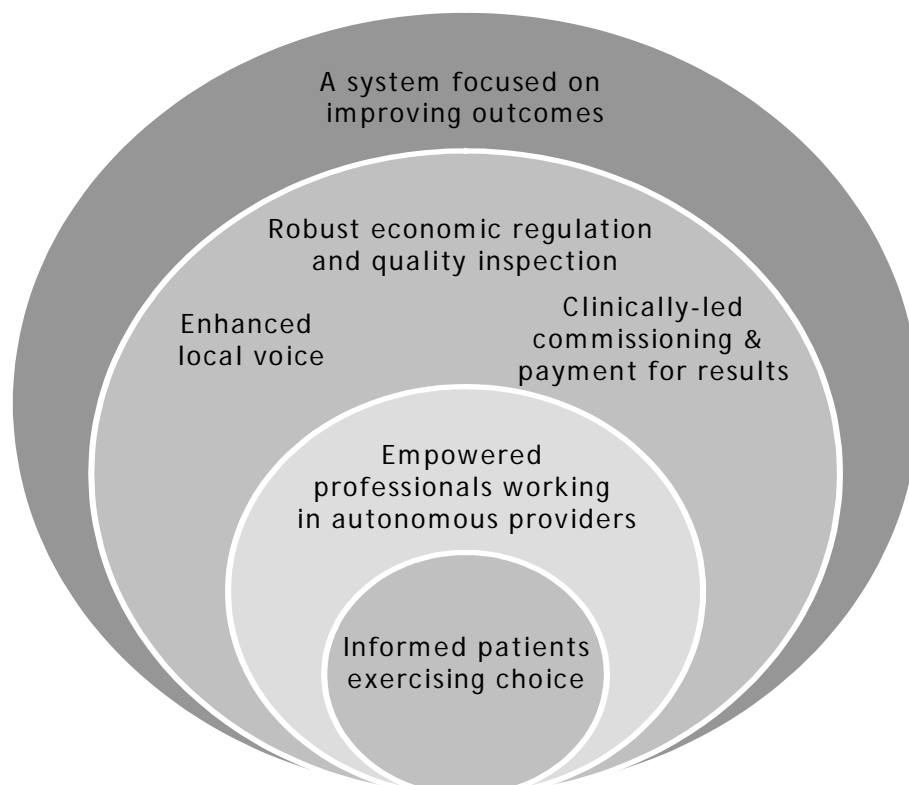 A system focused on
improving outcomes
Robust economic regulation
and quality inspection
Enhanced
local voice
Clinically-led
commissioning &
payment for results
Empowered
professionals working
in autonomous providers
Informed patients
exercising choice